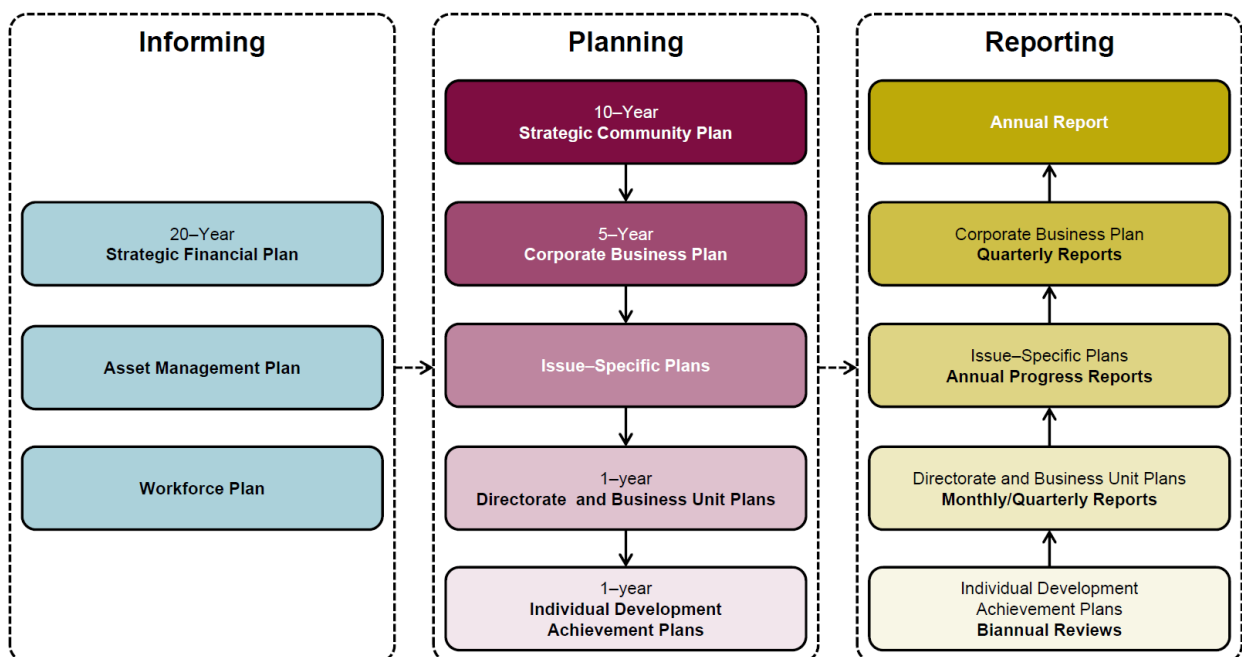 Informing
20–Year
Strategic Financial Plan
Asset Management Plan
Workforce Plan
Planning
10–Year
Strategic Community Plan
5–Year
Corporate Business Plan
Issue–Specific Plans
1–year
Directorate and Business Unit Plans
1–year
Individual Development
Achievement Plans
Reporting
Annual Report
Corporate Business Plan
Quarterly Reports
Issue–Specific Plans
Annual Progress Reports
Directorate and Business Unit Plans
Monthly/Quarterly Reports
Individual Development
Achievement Plans
Biannual Reviews